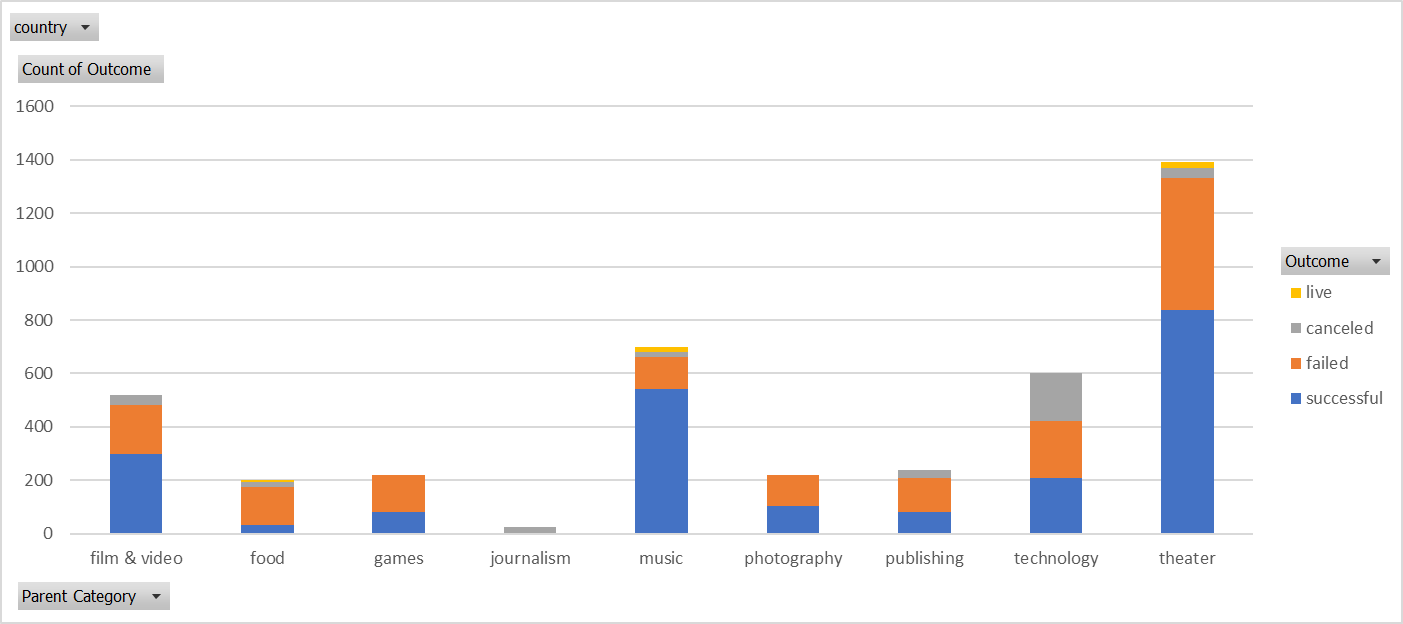 country
Count of Outcome
1600
1400
1200
1000
800
600
400
200
0
film & video food games journalism music photography publishing technology theater
Parent Category
Outcome
live
canceled
failed
successful